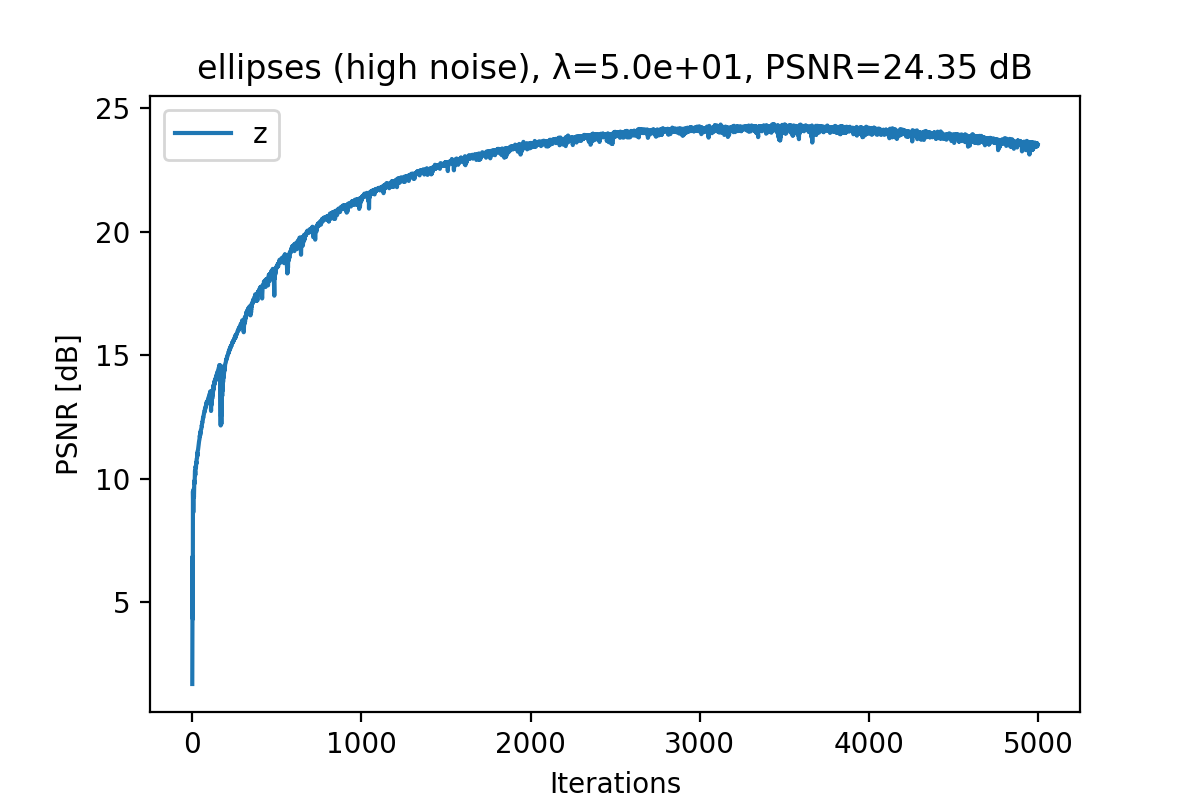 ellipses (high noise), λ=5.0e+01, PSNR=24.35 dB
z
PSNR [dB]
25
20
15
10
5
0 1000 2000 3000 4000 5000
Iterations